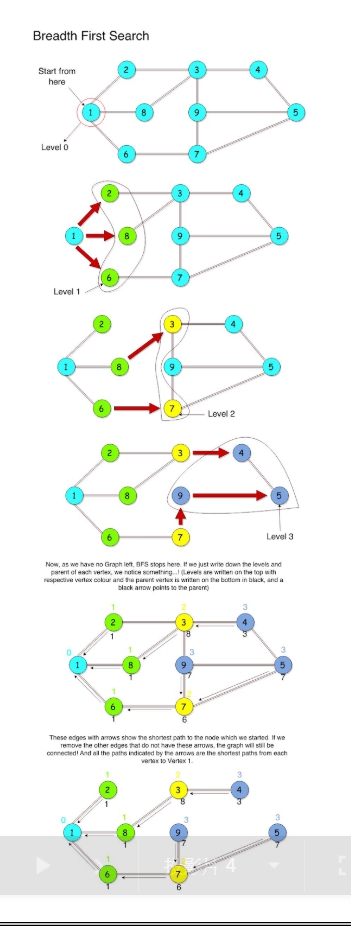 Breadth First Search
Start from
here
2
3
4
1
8
9
5
Level 0
6
7
2
3
4
1
8
9
5
6
7
Level 1
2
3
4
1
8
9
5
6
7
Level 2
2
3
4
1
8
9
5
6
7
Level 3
Now, as we have no Graph left, BFS stops here. If we just write down the levels and
parent of each vertex, we notice something...! (Levels are written on the top with
respective vertex colour and the parent vertex is written on the bottom in black, and a
black arrow points to the parent)
1 2 3
2 3 4
1 8 3
0 1 3 3
1 8 9 5
1 7 7
1 2
6 7
1 6
These edges with arrows show the shortest path to the node which we started. If we
remove the other edges that do not have these arrows, the graph will still be
connected! And all the paths indicated by the arrows are the shortest paths from each
vertex to Vertex 1.
1 2 3
2 3 4
1 8 3
0 1 3 3
1 8 9 5
1 7 7
6 7
1 6
4